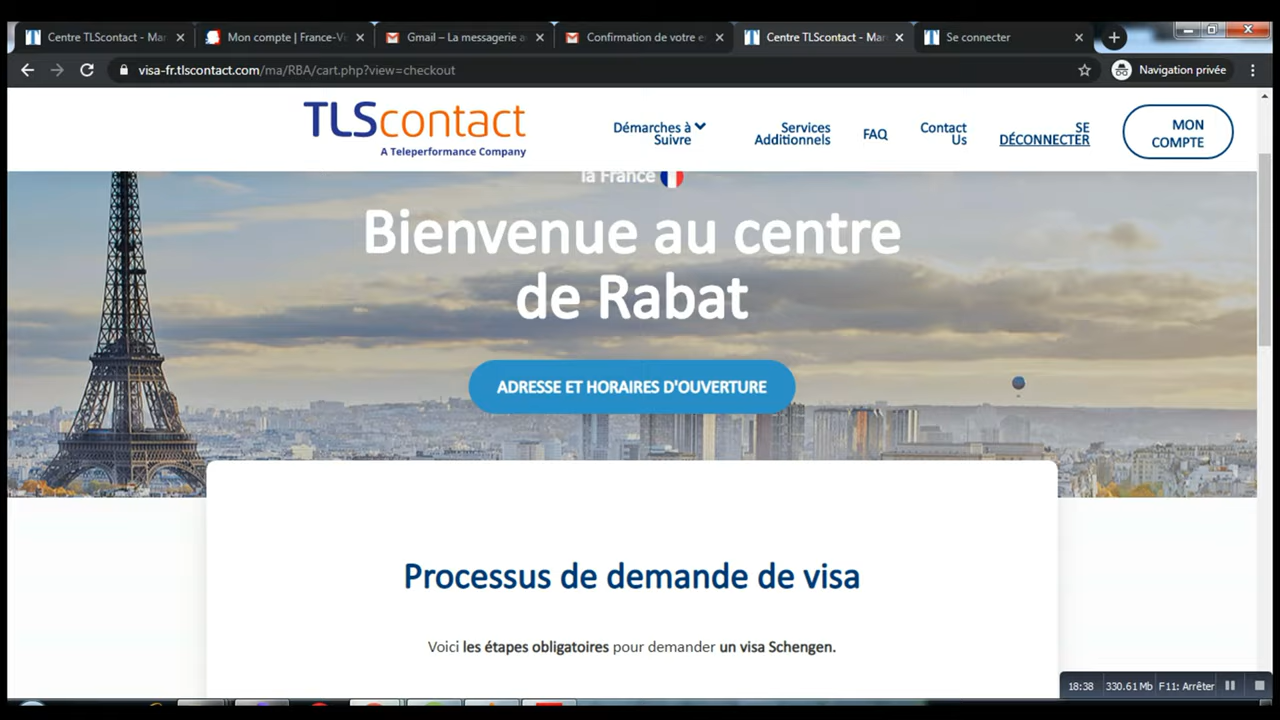 Centre TLScontact - Mar
Mon compte | France-Vi
Gmail – La messagerie a
Confirmation de votre e
Centre TLScontact - Mar
Se connecter
visa-fr.tlscontact.com/ma/RBA/cart.php?view=checkout
Navigation privée
TLScontact
A Teleperformance Company
Démarches à
Suivre
Services
Additionnels
FAQ
Contact
Us
SE
DÉCONNECTER
MON
COMPTE
la France
Bienvenue au centre
de Rabat
ADRESSE ET HORAIRES D'OUVERTURE
Processus de demande de visa
Voici les étapes obligatoires pour demander un visa Schengen.
18:38 330.61 Mb F11: Arrêter